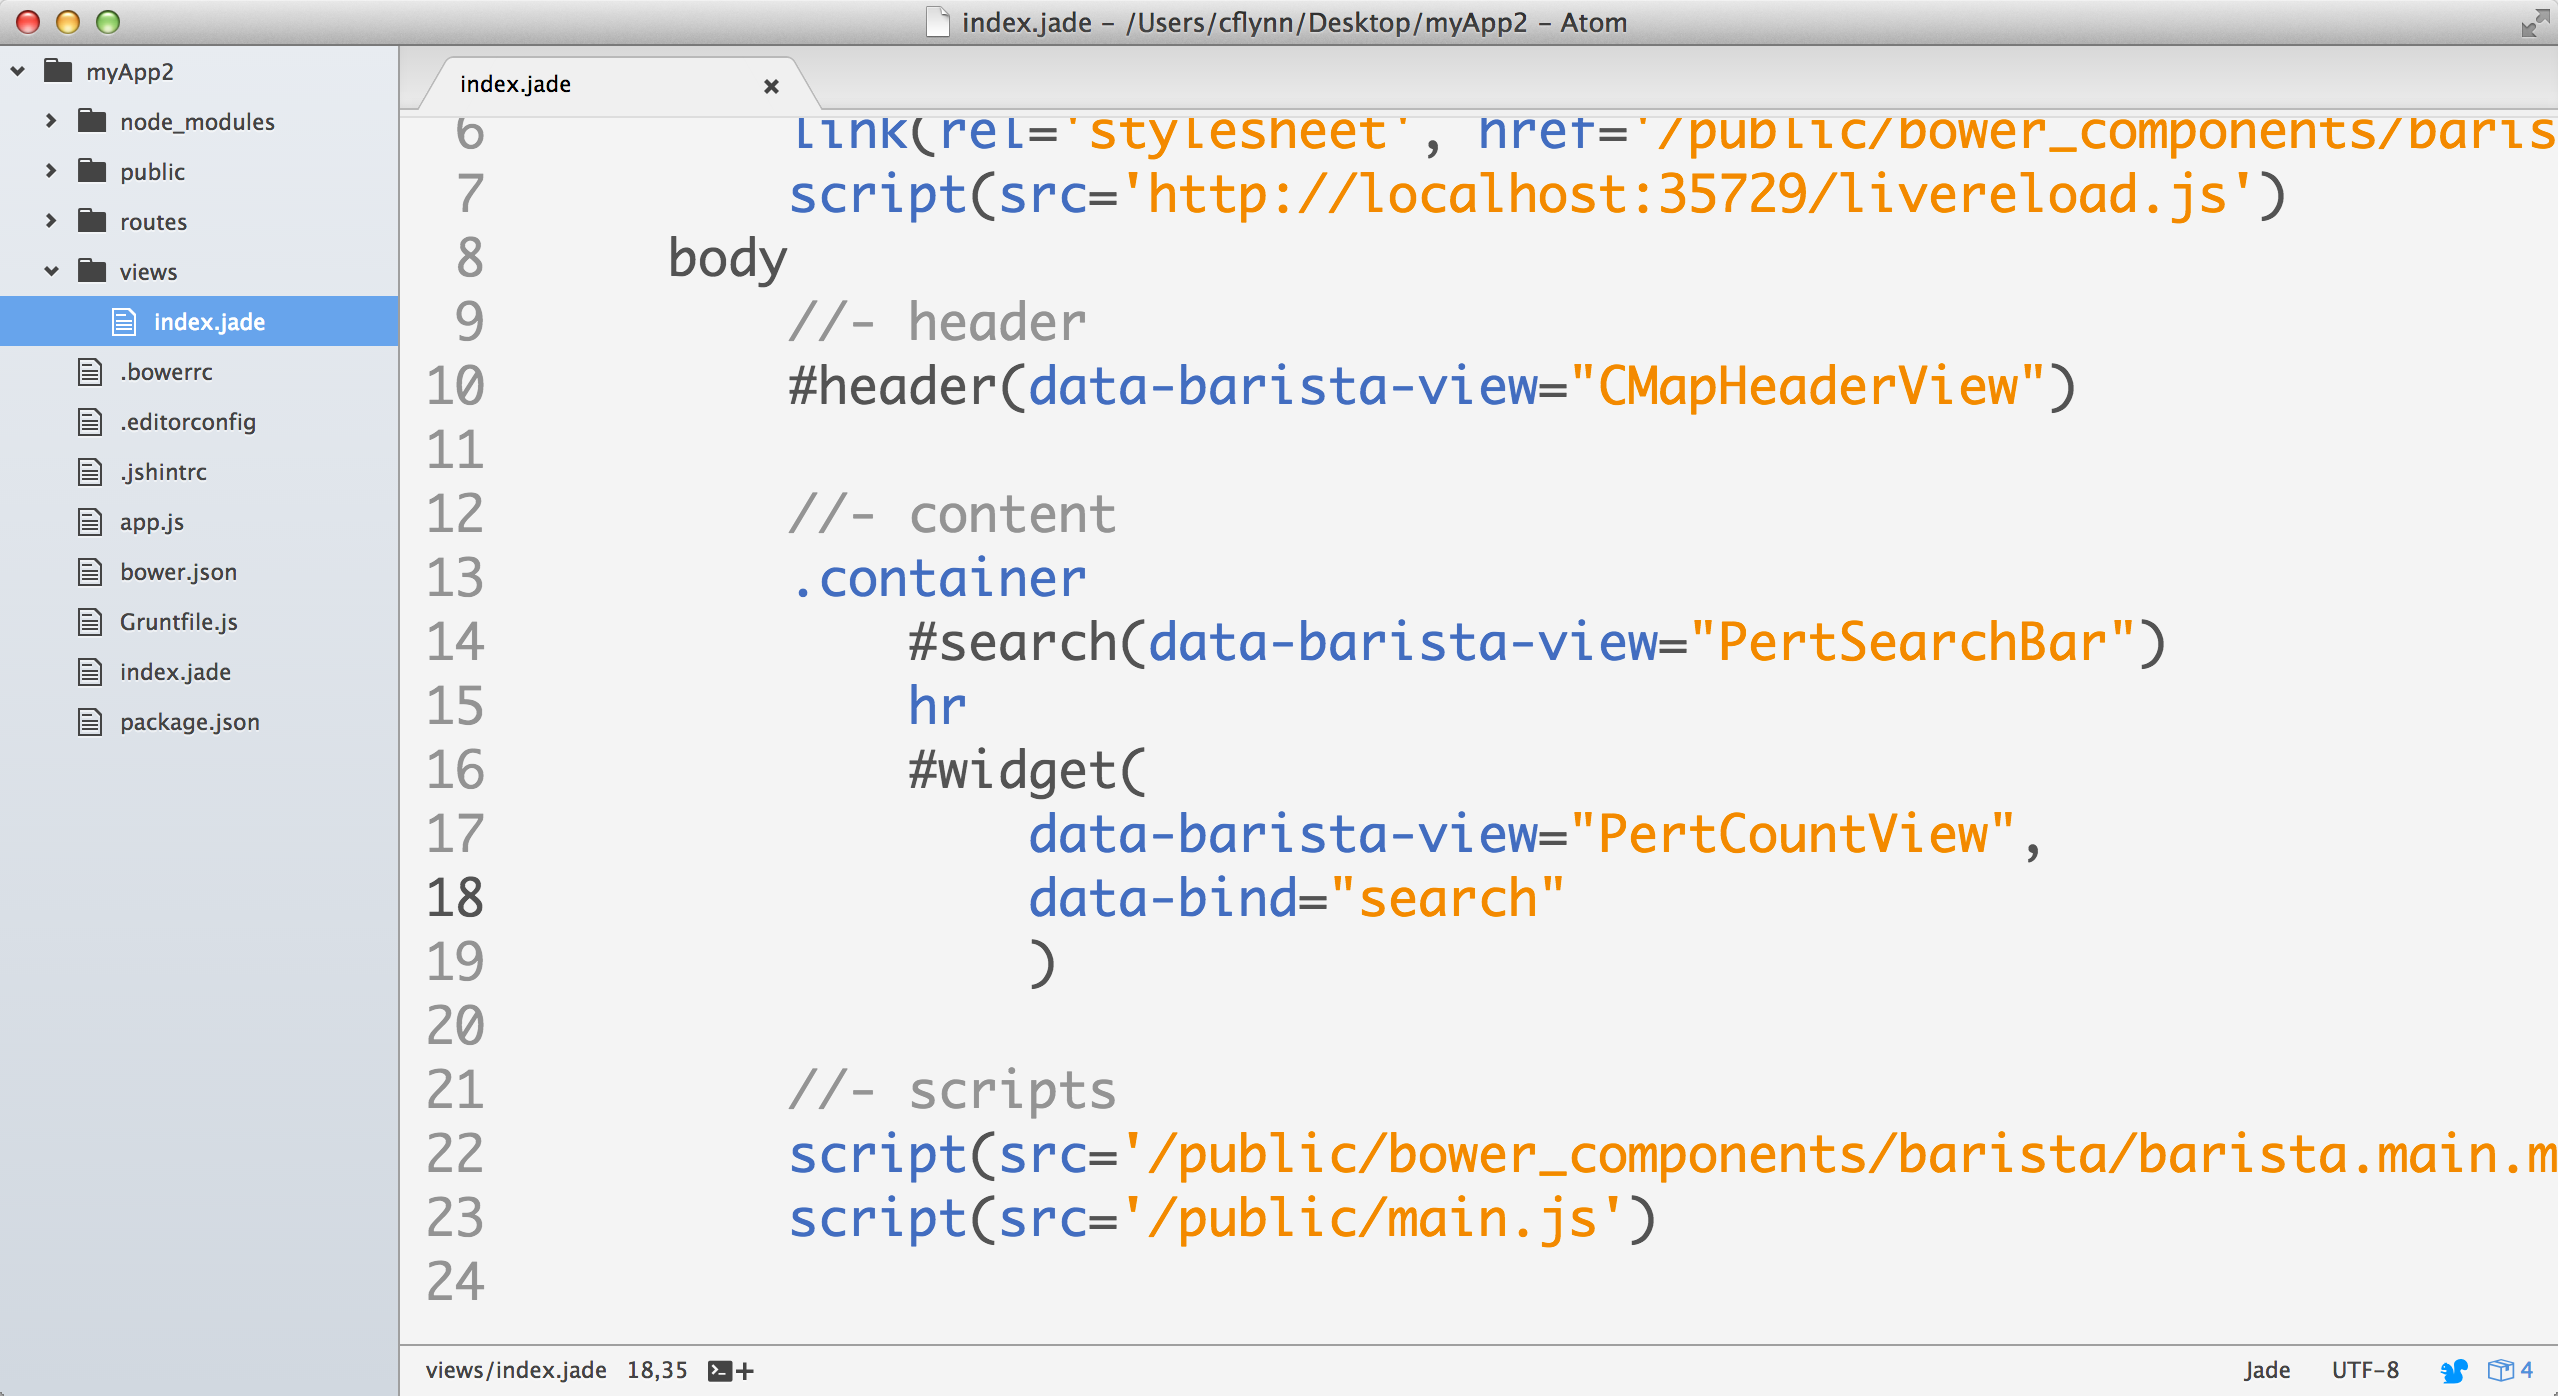 index.jade – /Users/cflynn/Desktop/myApp2 – Atom
myApp2
node_modules
public
routes
views
index.jade
.bowerrc
.editorconfig
.jshintrc
app.js
bower.json
Gruntfile.js
index.jade
package.json
index.jade
6 link(rel='stylesheet', href='/public/bower_components/baris
7 script(src='http://localhost:35729/livereload.js')
8 body
9 //- header
10 #header(data-barista-view="CMapHeaderView")
11
12 //- content
13 .container
14 #search(data-barista-view="PertSearchBar")
15 hr
16 #widget(
17 data-barista-view="PertCountView",
18 data-bind="search"
19 )
20
21 //- scripts
22 script(src='/public/bower_components/barista/barista.main.m
23 script(src='/public/main.js')
24
views/index.jade 18,35 Jade UTF-8 4